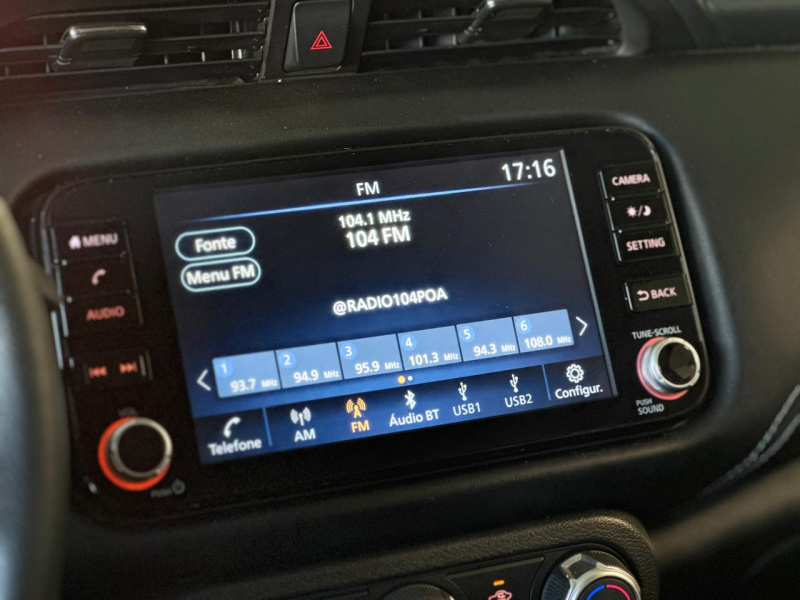 FM
17:16
104.1 MHz
104 FM
Fonte
Menu FM
@RADIO104POA
1 93.7 MHz
2 94.9 MHz
3 95.9 MHz
4 101.3 MHz
5 94.3 MHz
6 108.0 MHz
Telefone
AM
FM
Áudio BT
USB1
USB2
Configur.
MENU
AUDIO
VOL
PUSH
CAMERA
SETTING
BACK
TUNE-SCROLL
PUSH
SOUND